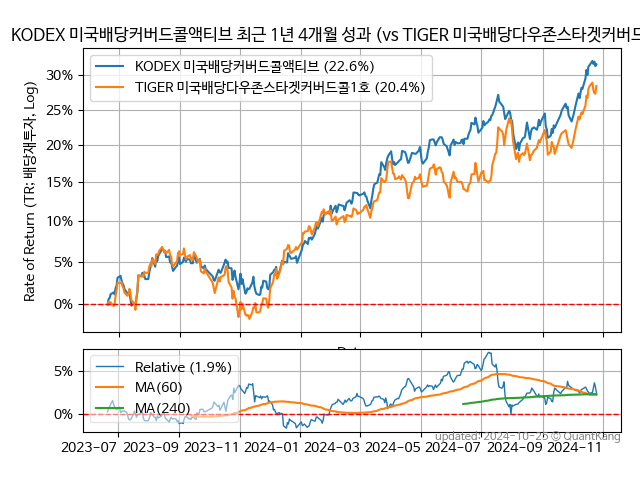 KODEX 미국배당커버드콜액티브 최근 1년 4개월 성과 (vs TIGER 미국배당다우존스타겟커버드
Rate of Return (TR: 배당재투자, Log)
30%
25%
20%
15%
10%
5%
0%
KODEX 미국배당커버드콜액티브 (22.6%)
TIGER 미국배당다우존스타겟커버드콜1호 (20.4%)
5%
0%
Relative (1.9%)
MA(60)
MA(240)
updated: 2024-10-25 © QuantKang
2023-07 2023-09 2023-11 2024-01 2024-03 2024-05 2024-07 2024-09 2024-11